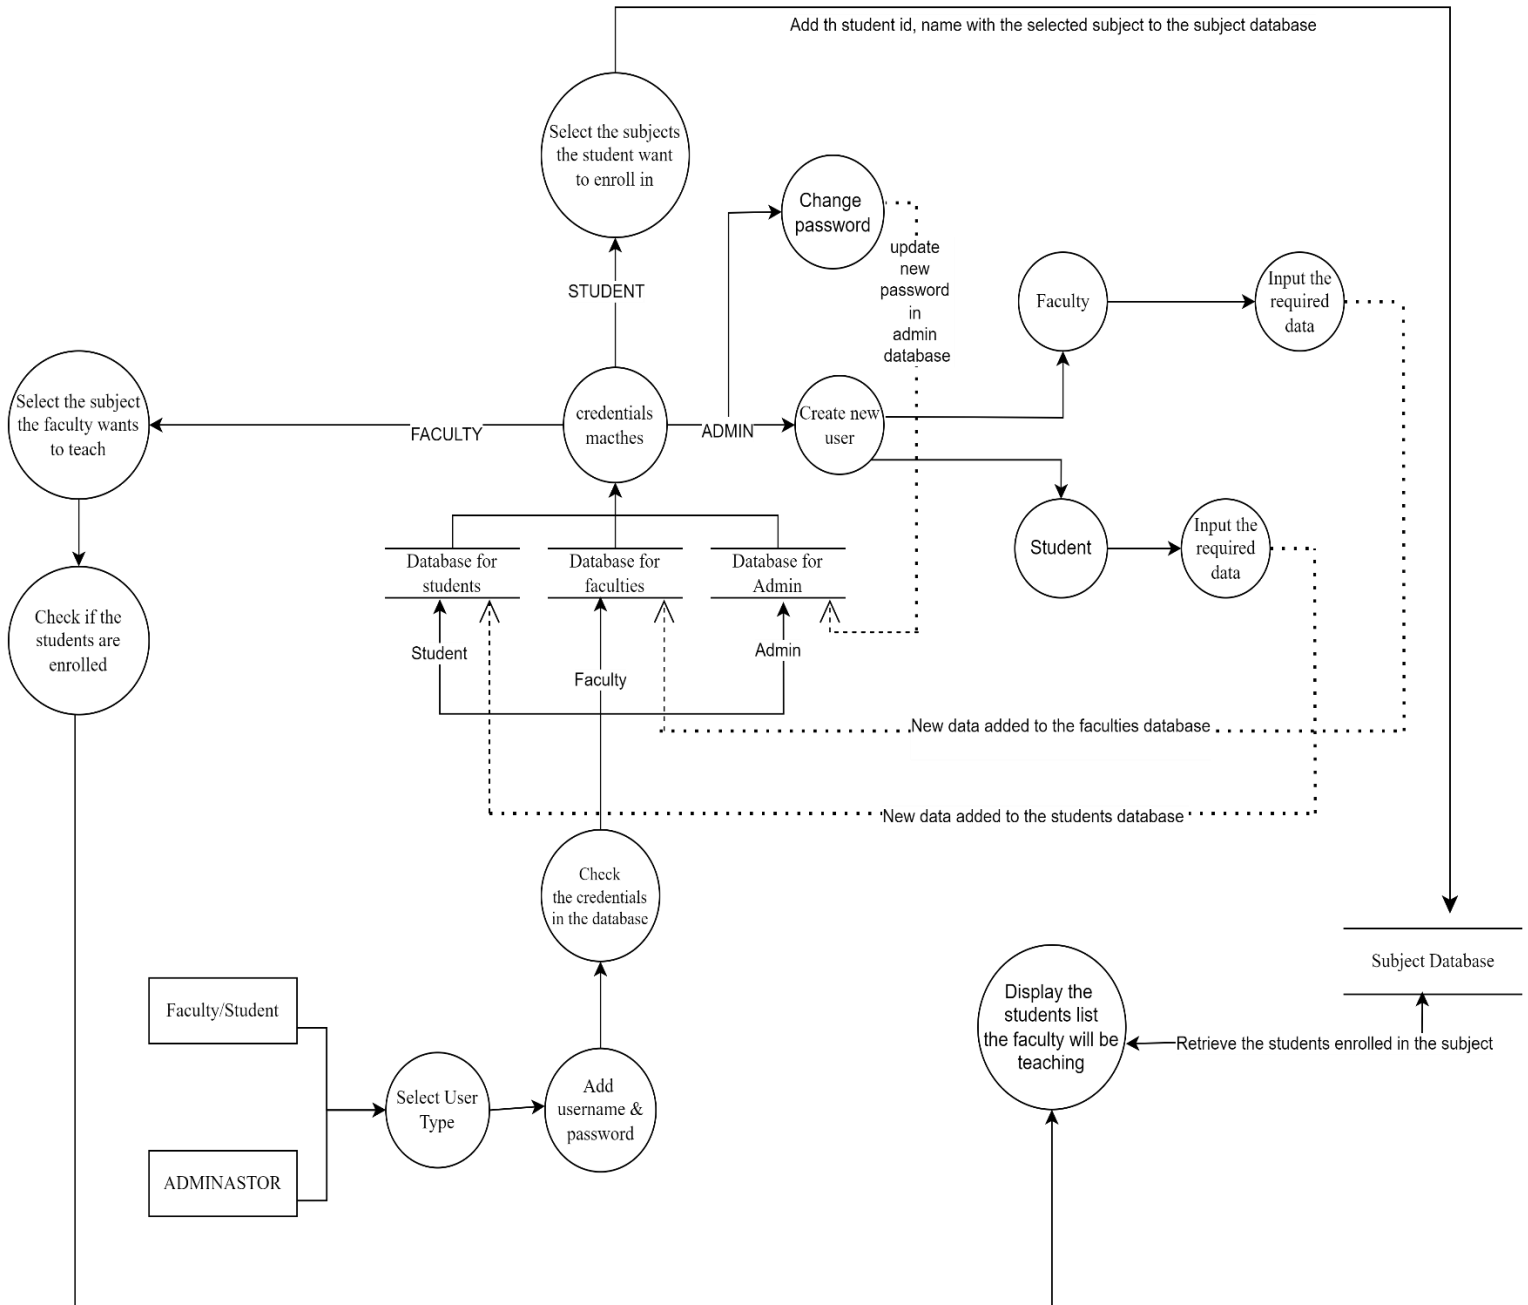 Add th student id, name with the selected subject to the subject database
Select the subjects
the student want
to enroll in
Change
password
update
new
password
in
admin
database
STUDENT
Faculty
Input the
required
data
Select the subject
the faculty wants
to teach
FACULTY
credentials
macthes
ADMIN
Create new
user
Database for
students
Database for
faculties
Database for
Admin
Student
Input the
required
data
Check if the
students are
enrolled
Student
Faculty
Admin
New data added to the faculties database
New data added to the students database
Check
the credentials
in the database
Subject Database
Faculty/Student
Display the
students list
the faculty will be
teaching
Retrieve the students enrolled in the subject
Select User
Type
Add
username &
password
ADMINASTOR